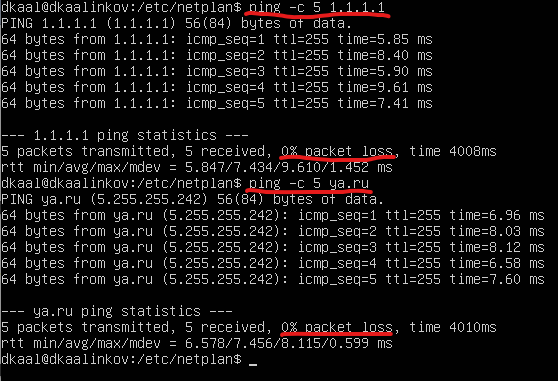 dkaal@dkaalinkov:/etc/netplan$ ping -c 5 1.1.1.1
PING 1.1.1.1 (1.1.1.1) 56(84) bytes of data.
64 bytes from 1.1.1.1: icmp_seq=1 ttl=255 time=5.85 ms
64 bytes from 1.1.1.1: icmp_seq=2 ttl=255 time=8.40 ms
64 bytes from 1.1.1.1: icmp_seq=3 ttl=255 time=5.90 ms
64 bytes from 1.1.1.1: icmp_seq=4 ttl=255 time=9.61 ms
64 bytes from 1.1.1.1: icmp_seq=5 ttl=255 time=7.41 ms
--- 1.1.1.1 ping statistics ---
5 packets transmitted, 5 received, 0% packet loss, time 4008ms
rtt min/avg/max/mdev = 5.847/7.434/9.610/1.452 ms
dkaal@dkaalinkov:/etc/netplan$ ping -c 5 ya.ru
PING ya.ru (5.255.255.242) 56(84) bytes of data.
64 bytes from ya.ru (5.255.255.242): icmp_seq=1 ttl=255 time=6.96 ms
64 bytes from ya.ru (5.255.255.242): icmp_seq=2 ttl=255 time=8.03 ms
64 bytes from ya.ru (5.255.255.242): icmp_seq=3 ttl=255 time=8.12 ms
64 bytes from ya.ru (5.255.255.242): icmp_seq=4 ttl=255 time=6.58 ms
64 bytes from ya.ru (5.255.255.242): icmp_seq=5 ttl=255 time=7.60 ms
--- ya.ru ping statistics ---
5 packets transmitted, 5 received, 0% packet loss, time 4010ms
rtt min/avg/max/mdev = 6.578/7.456/8.115/0.599 ms
dkaal@dkaalinkov:/etc/netplan$ _